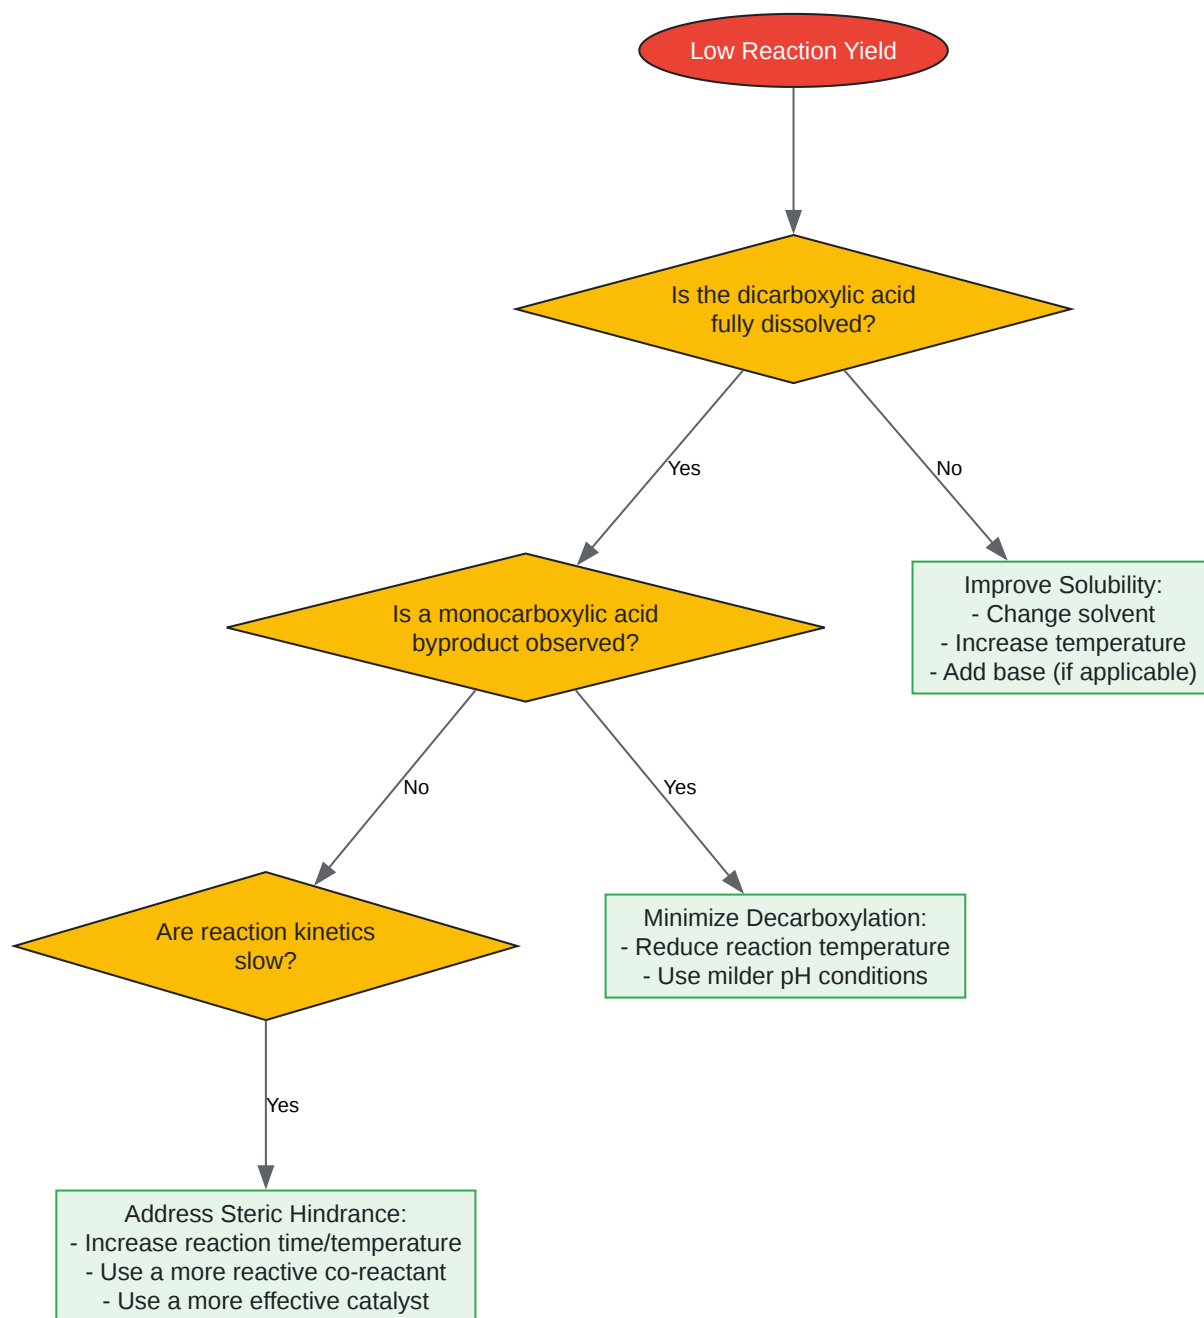 Low Reaction Yield
Is the dicarboxylic acid
fully dissolved?
Yes
No
Is a monocarboxylic acid
byproduct observed?
Improve Solubility:
- Change solvent
- Increase temperature
- Add base (if applicable)
No
Yes
Are reaction kinetics
slow?
Minimize Decarboxylation:
- Reduce reaction temperature
- Use milder pH conditions
Yes
Address Steric Hindrance:
- Increase reaction time/temperature
- Use a more reactive co-reactant
- Use a more effective catalyst